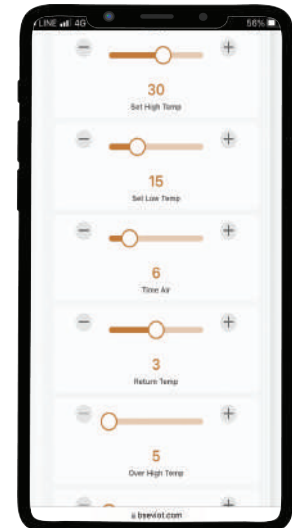 LINE 4G 56%
− +
30
Set High Temp
− +
15
Set Low Temp
− +
6
Time Air
− +
3
Return Temp
− +
5
Over High Temp
− +
bseviot.com